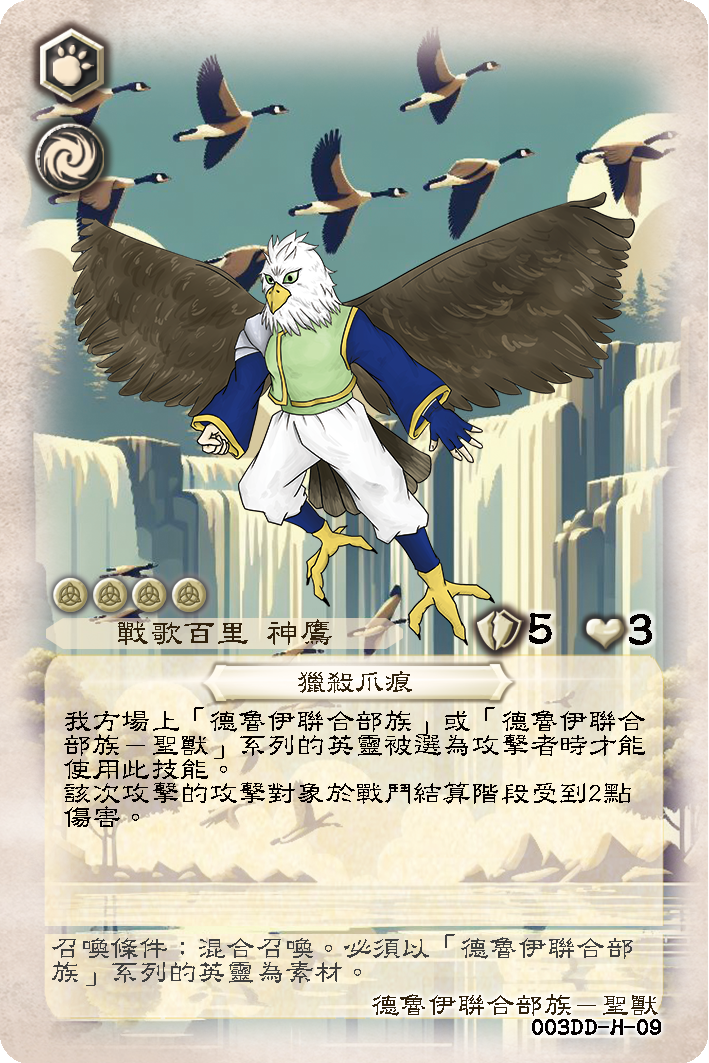 戰歌百里 神鷹
5 3
獵殺爪痕
我方場上「德魯伊聯合部族」或「德魯伊聯合
部族－聖獸」系列的英靈被選為攻擊者時才能
使用此技能。
該次攻擊的攻擊對象於戰鬥結算階段受到2點
傷害。
召喚條件：混合召喚。必須以「德魯伊聯合部
族」系列的英靈為素材。
德魯伊聯合部族－聖獸
003DD-H-09